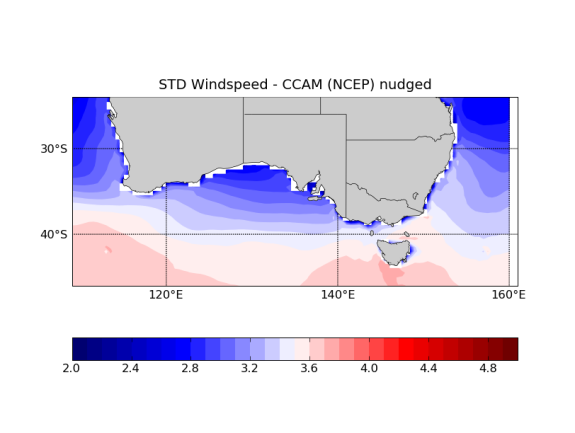 STD Windspeed - CCAM (NCEP) nudged
30°S
40°S
120°E 140°E 160°E
2.0 2.4 2.8 3.2 3.6 4.0 4.4 4.8